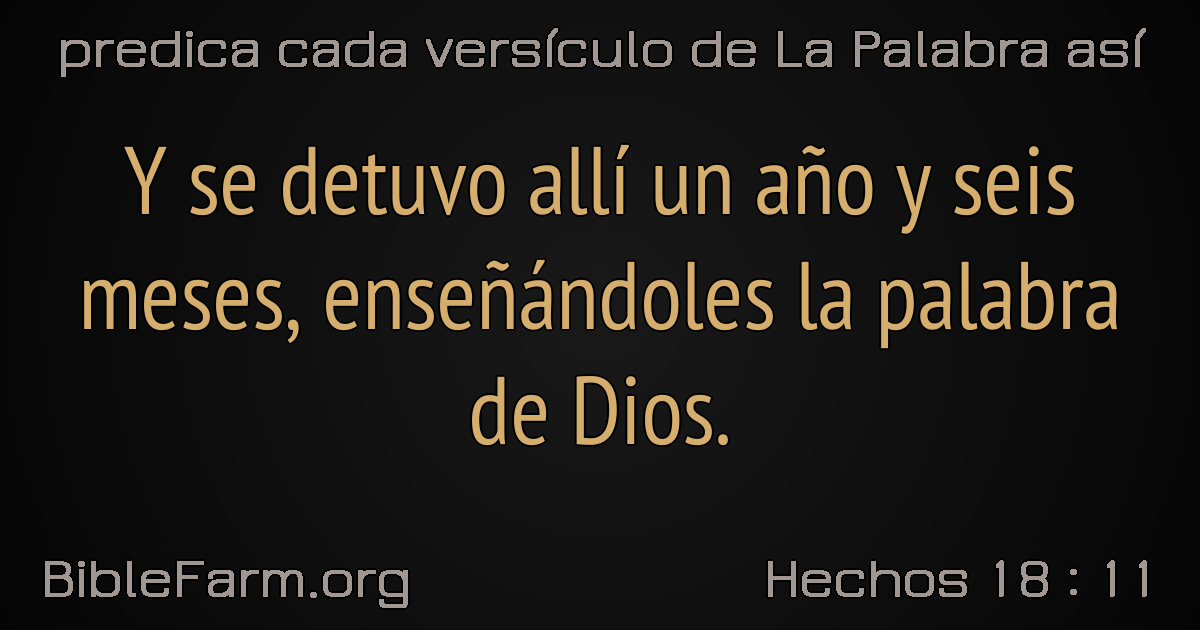 predica cada versículo de La Palabra así
Y se detuvo allí un año y seis
meses, enseñándoles la palabra
de Dios.
BibleFarm.org
Hechos 18 : 11